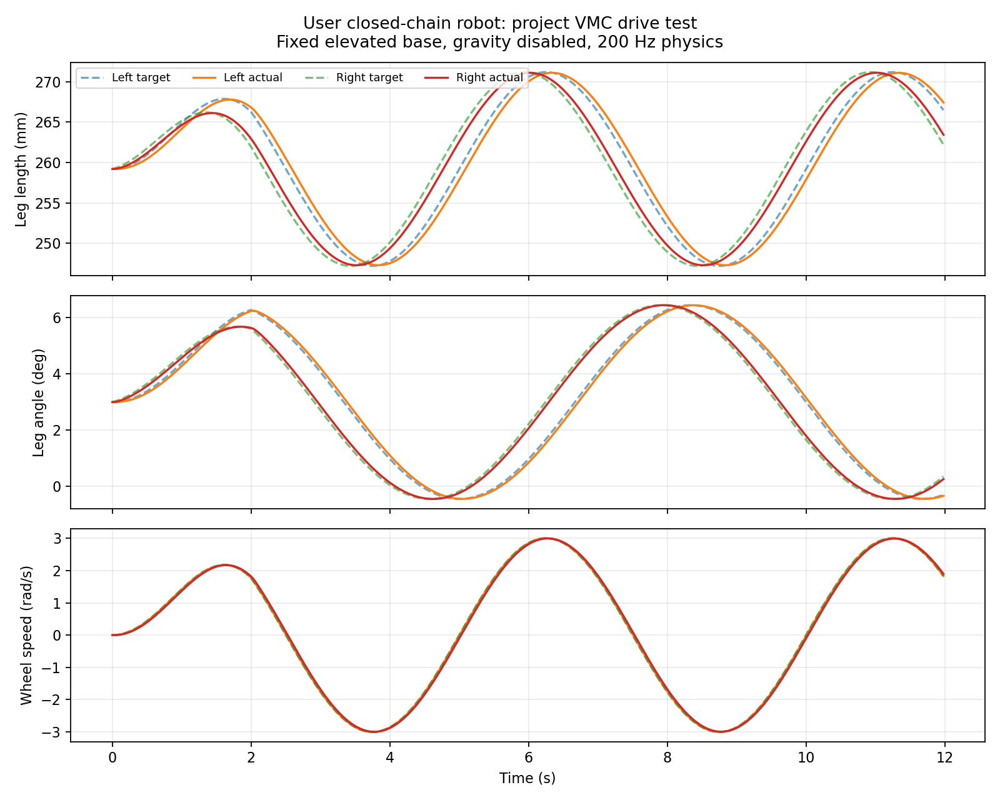 User closed-chain robot: project VMC drive test
Fixed elevated base, gravity disabled, 200 Hz physics
Left target
Left actual
Right target
Right actual
Leg length (mm)
270
265
260
255
250
Leg angle (deg)
6
4
2
0
Wheel speed (rad/s)
3
2
1
0
−1
−2
−3
0 2 4 6 8 10 12
Time (s)